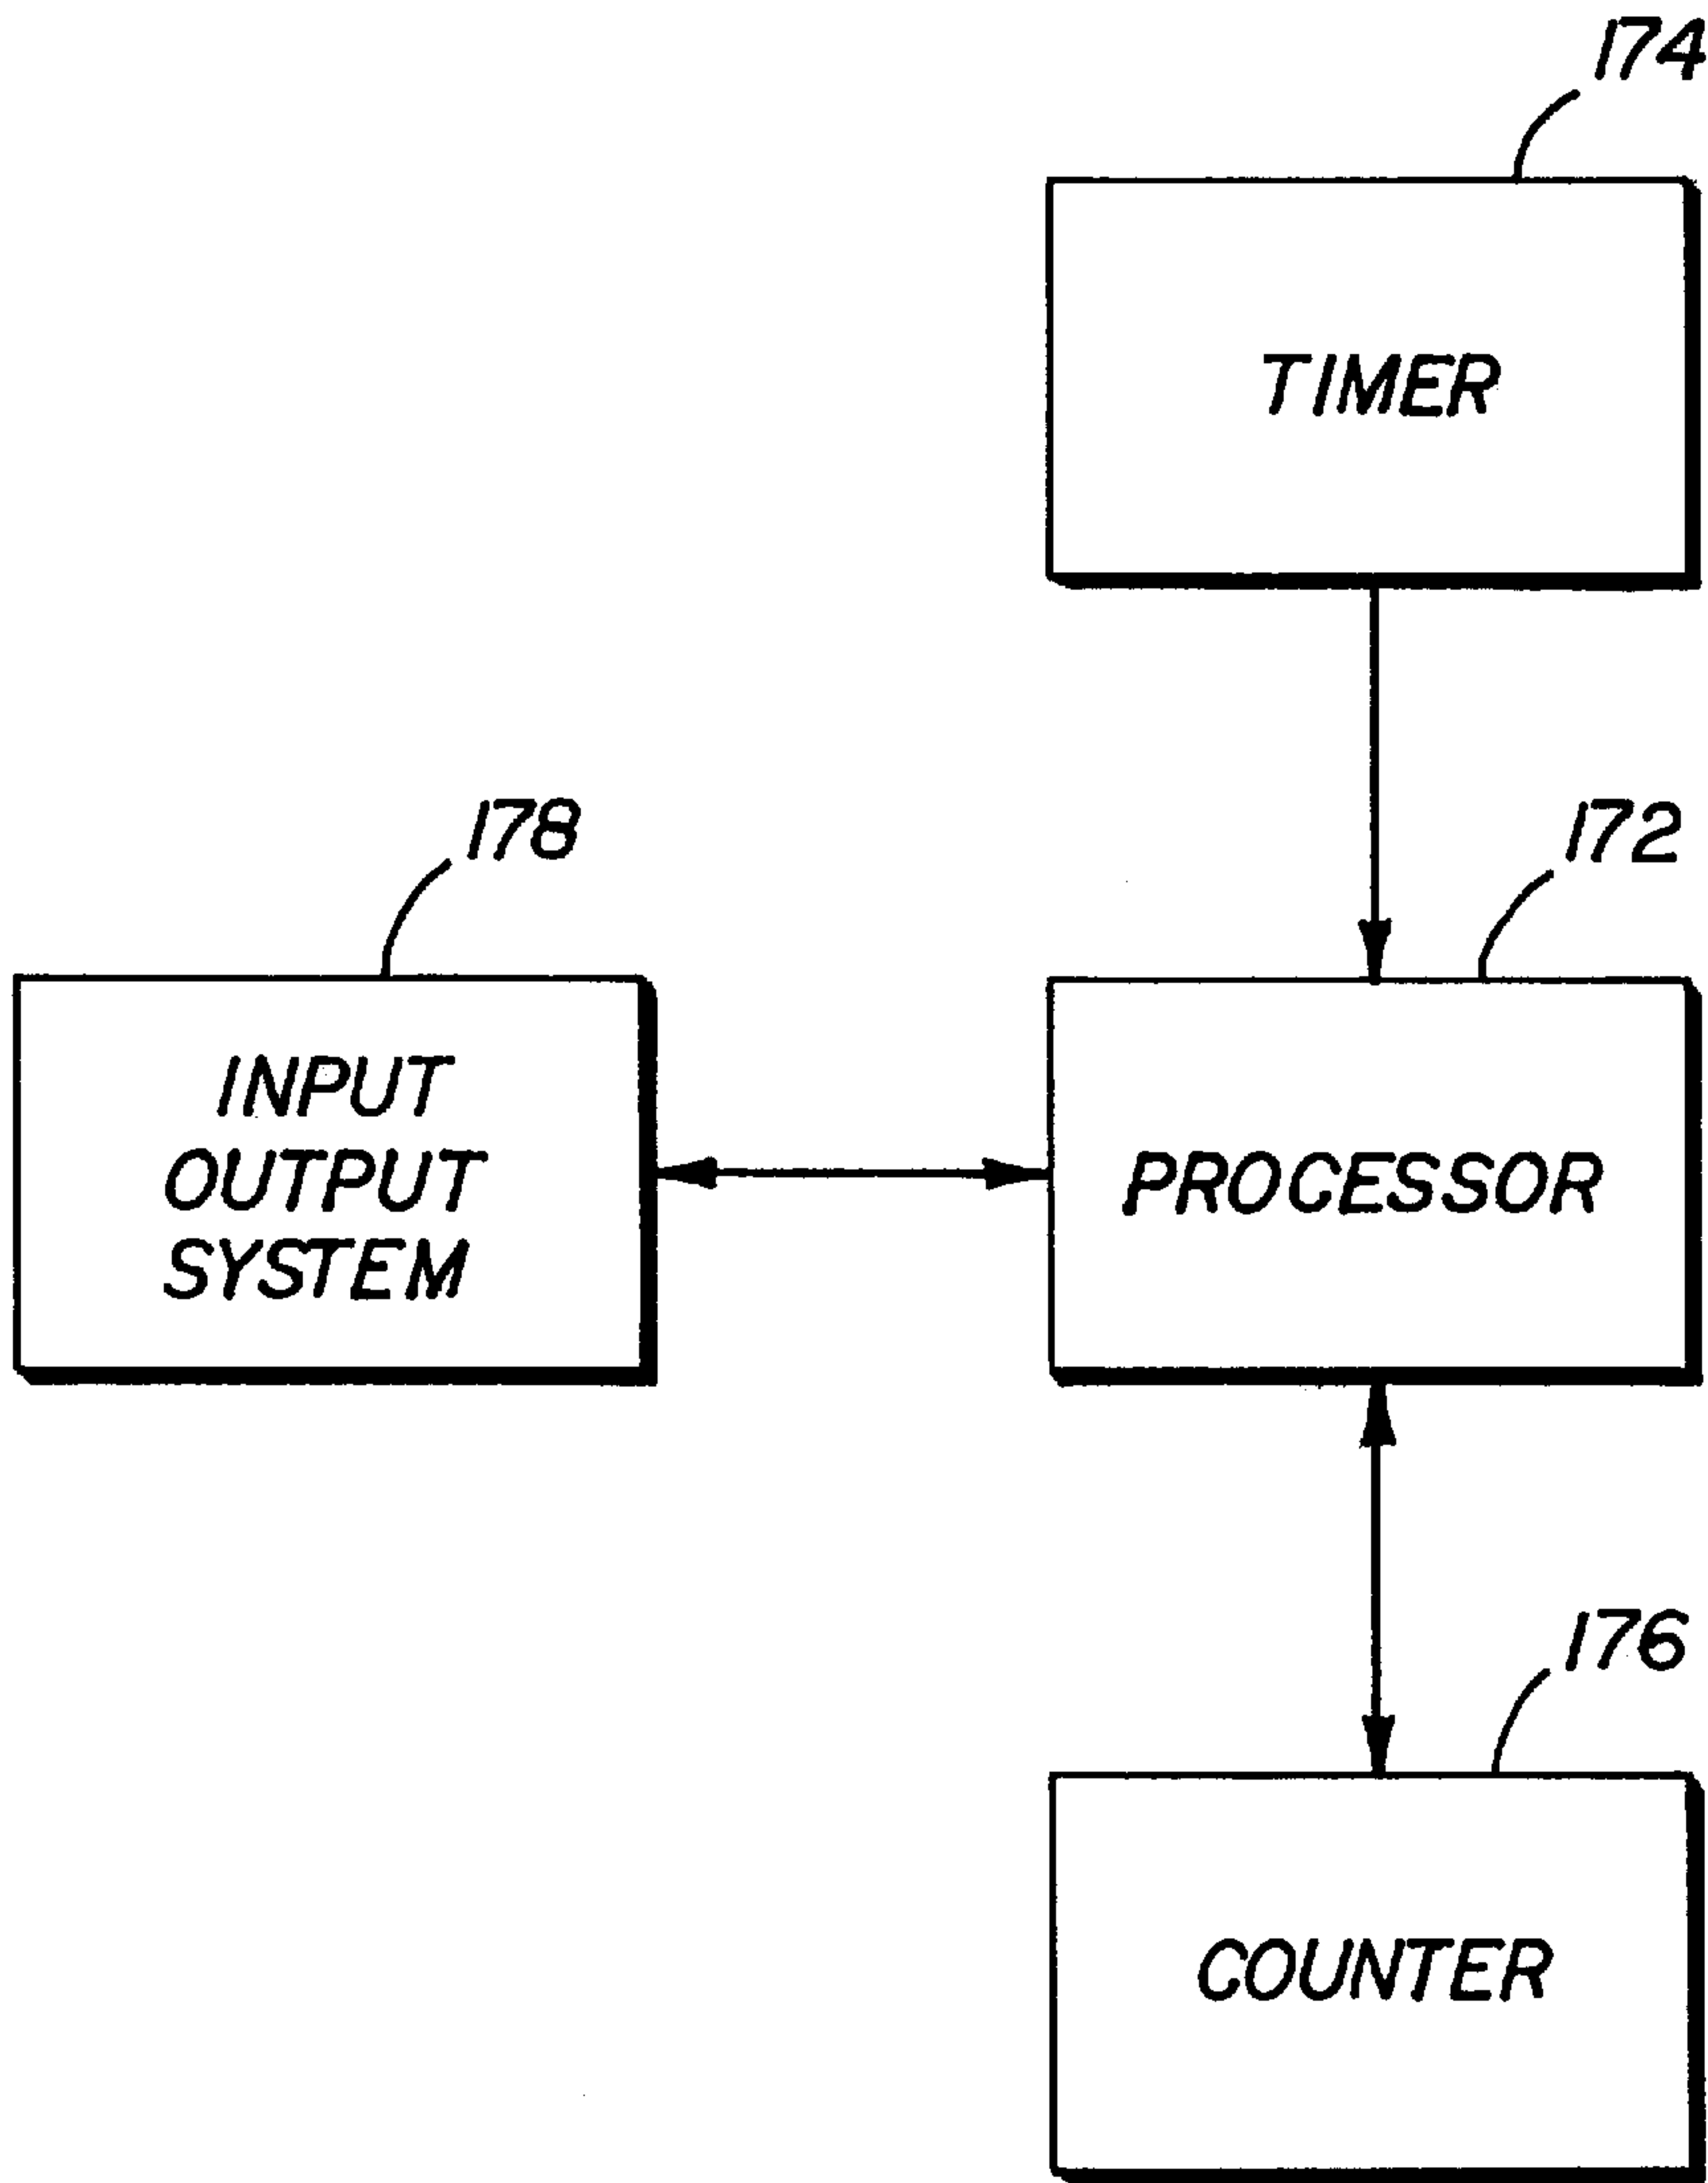 174
TIMER
178
172
INPUT
OUTPUT
SYSTEM
PROCESSOR
176
COUNTER